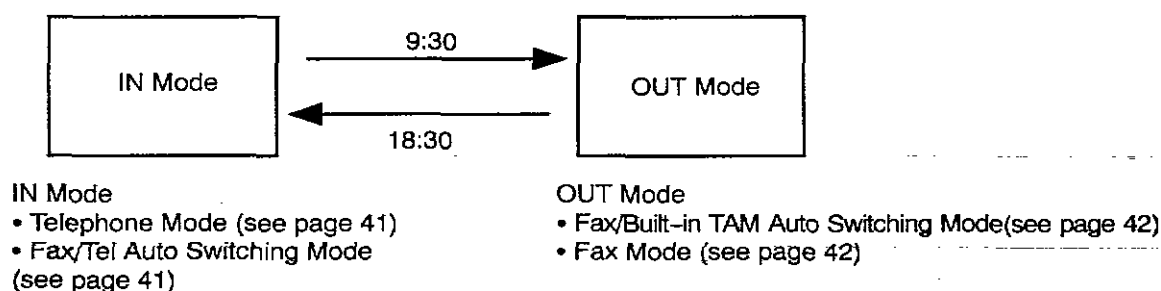 9:30
IN Mode
OUT Mode
18:30
IN Mode
• Telephone Mode (see page 41)
• Fax/Tel Auto Switching Mode
(see page 41)
OUT Mode
• Fax/Built-in TAM Auto Switching Mode(see page 42)
• Fax Mode (see page 42)